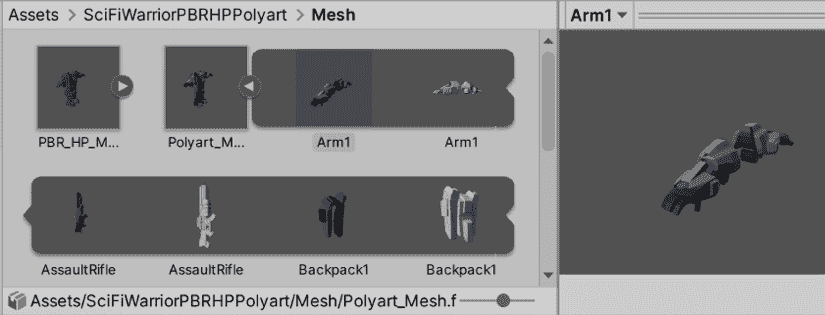 Assets > SciFiWarriorPBRHPPolyart > Mesh
Arm1
PBR_HP_M...
Polyart_M...
Arm1
Arm1
AssaultRifle
AssaultRifle
Backpack1
Backpack1
Assets/SciFiWarriorPBRHPPolyart/Mesh/Polyart_Mesh.f